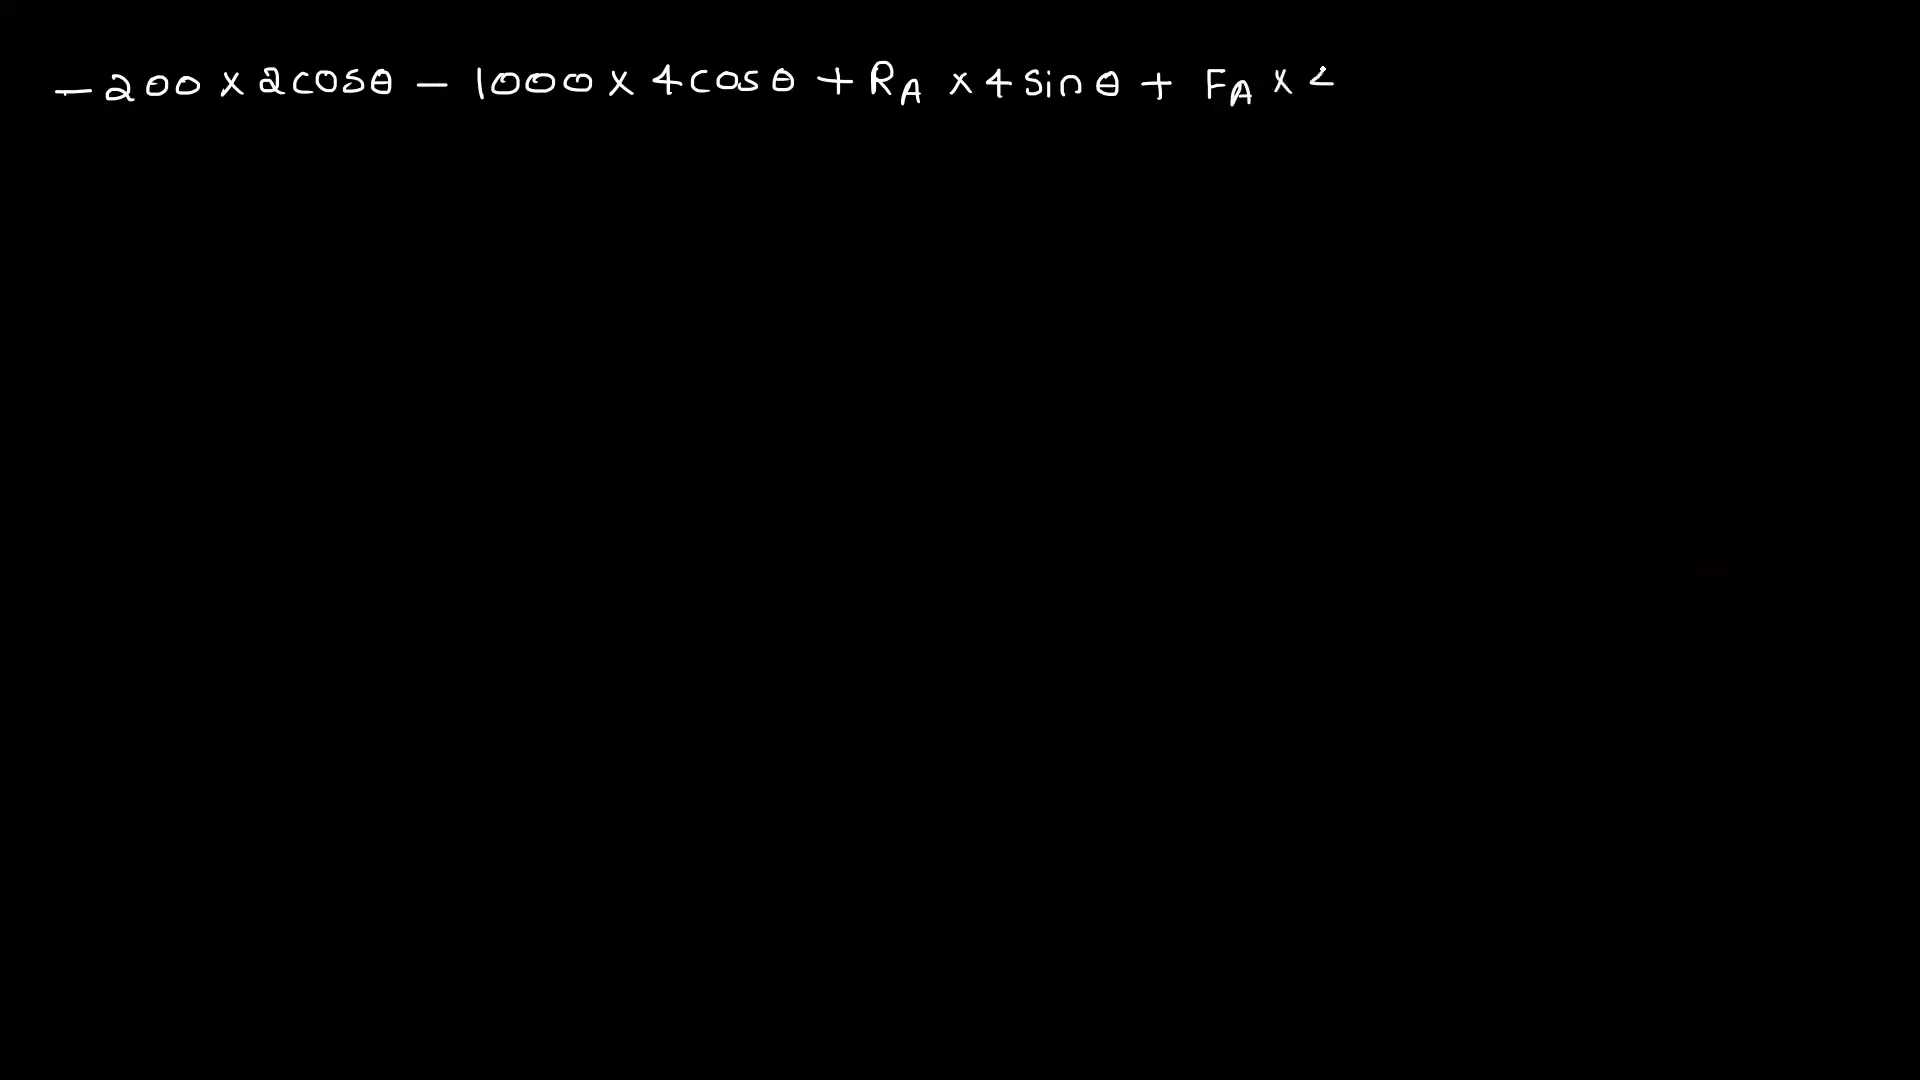 − 200 × 2cosθ − 1000 × 4cosθ + R_A × 4sinθ + F_A ×